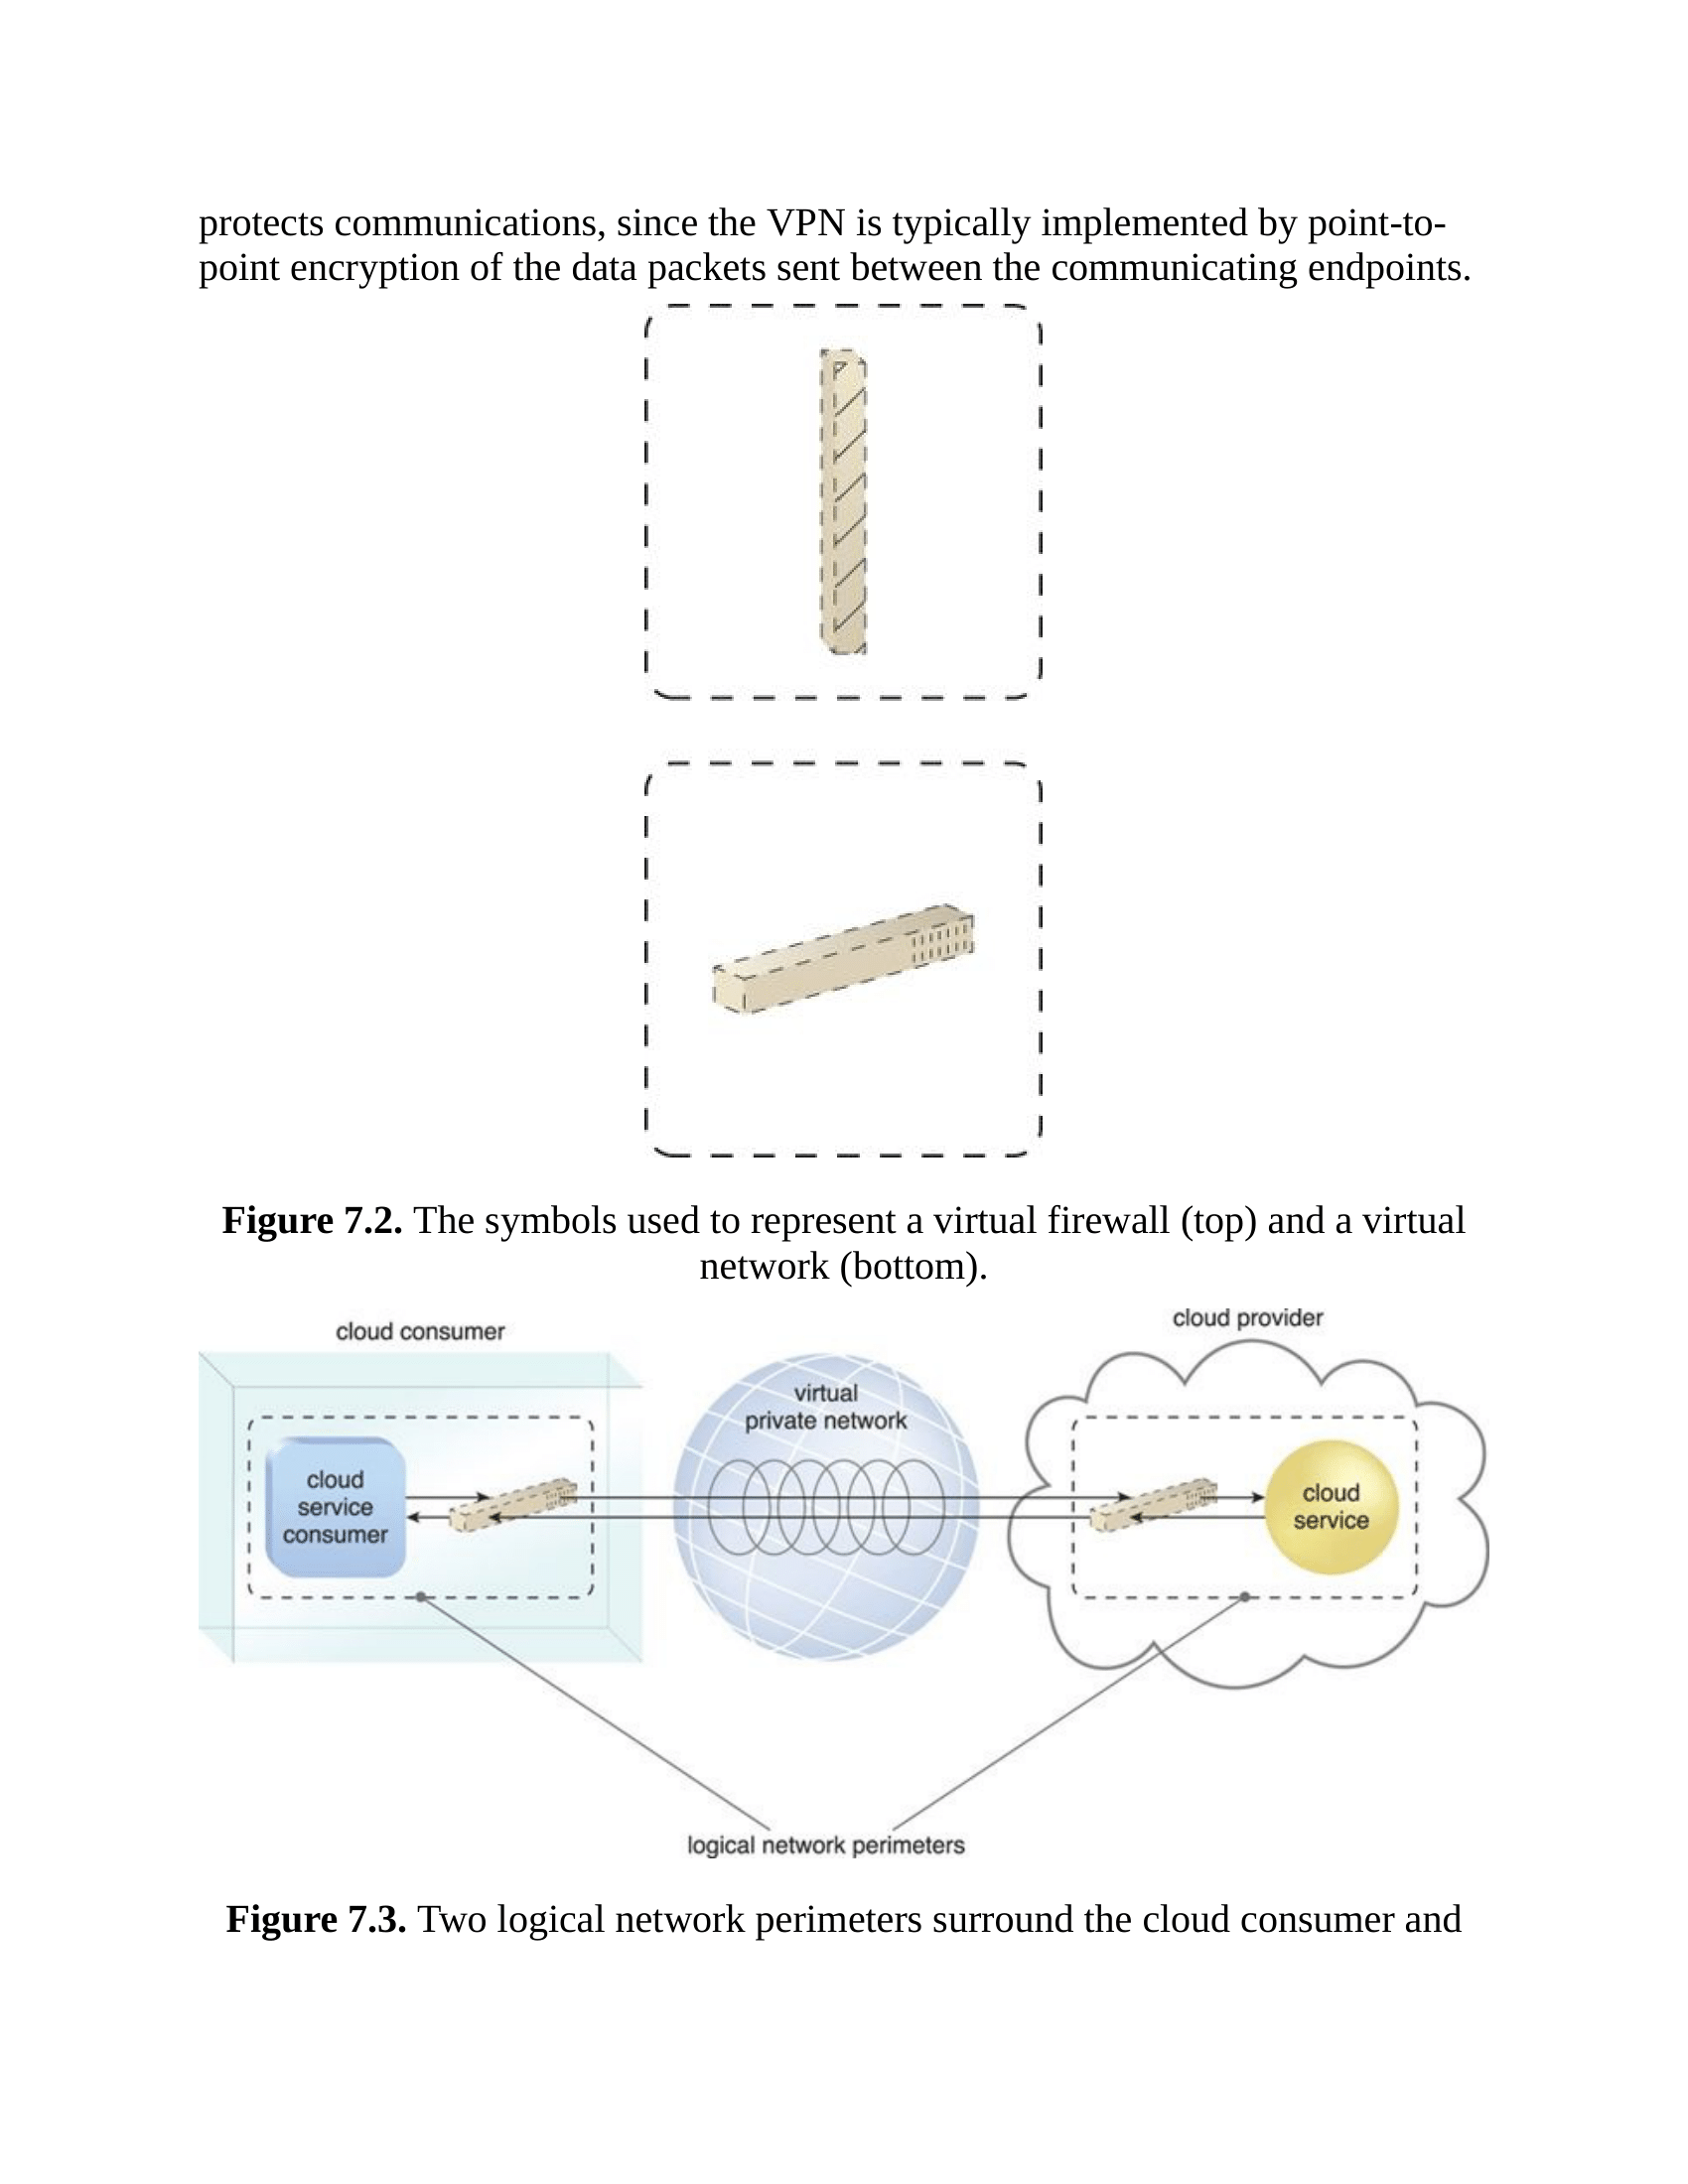 protects communications, since the VPN is typically implemented by point-to-
point encryption of the data packets sent between the communicating endpoints.
Figure 7.2. The symbols used to represent a virtual firewall (top) and a virtual
network (bottom).
cloud consumer
cloud provider
virtual
private network
cloud
service
consumer
cloud
service
logical network perimeters
Figure 7.3. Two logical network perimeters surround the cloud consumer and